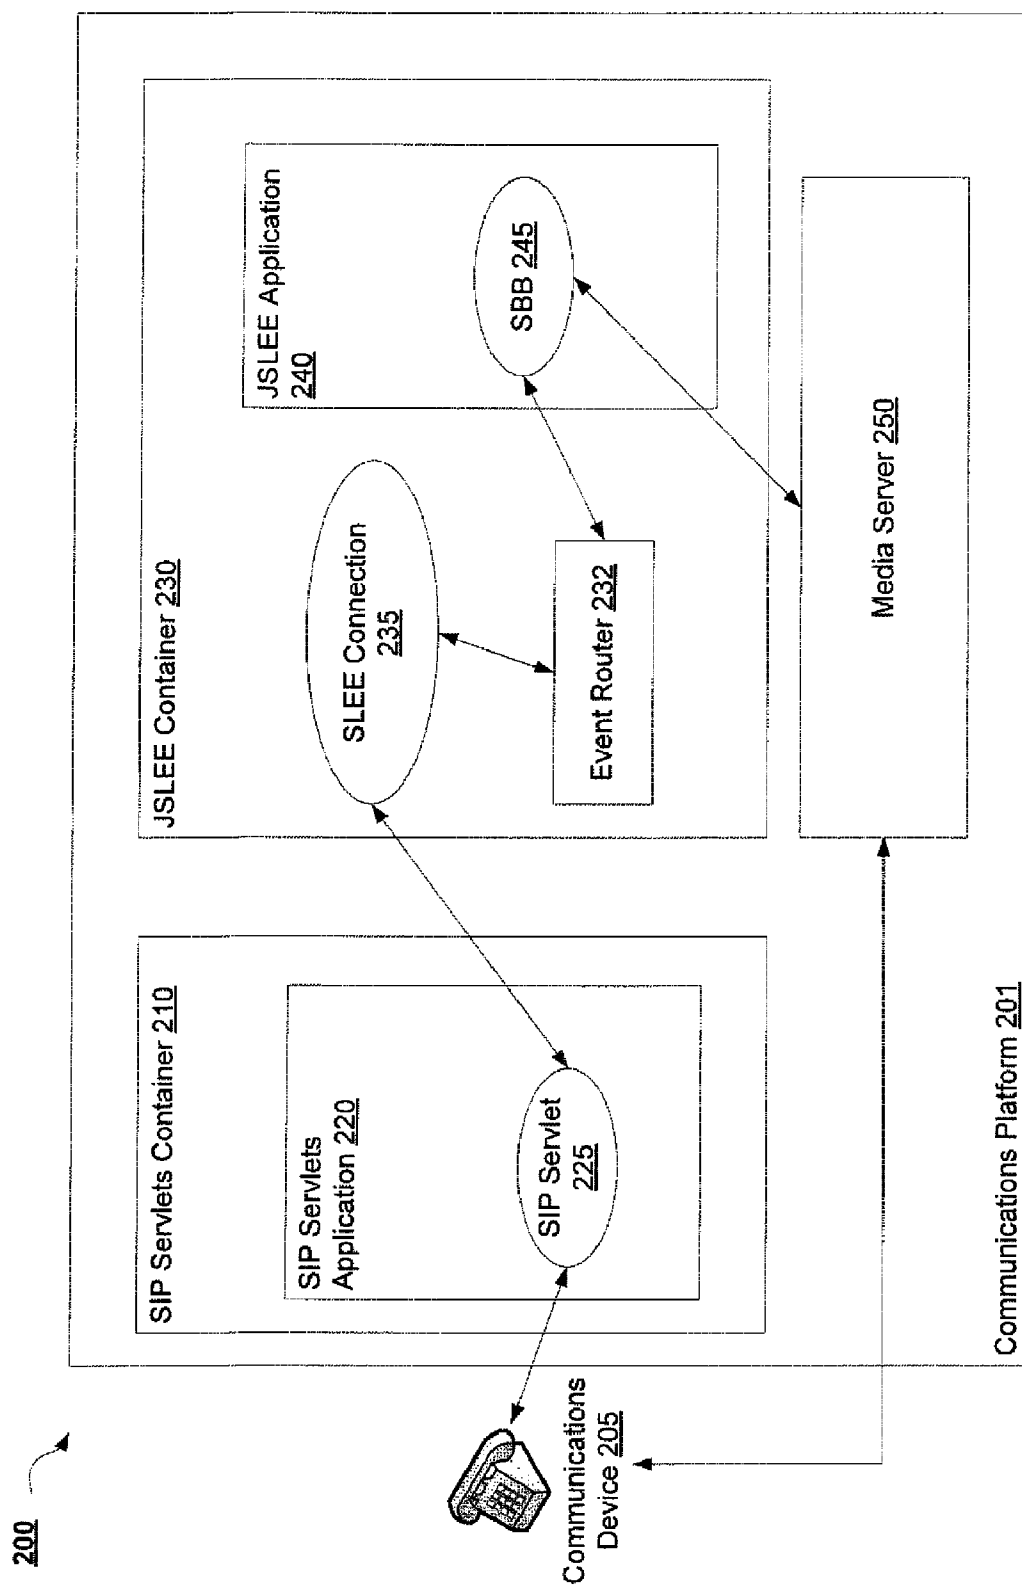 200
Communications
Device 205
Communications Platform 201
SIP Servlets Container 210
SIP Servlets
Application 220
SIP Servlet
225
JSLEE Container 230
SLEE Connection
235
Event Router 232
JSLEE Application
240
SBB 245
Media Server 250